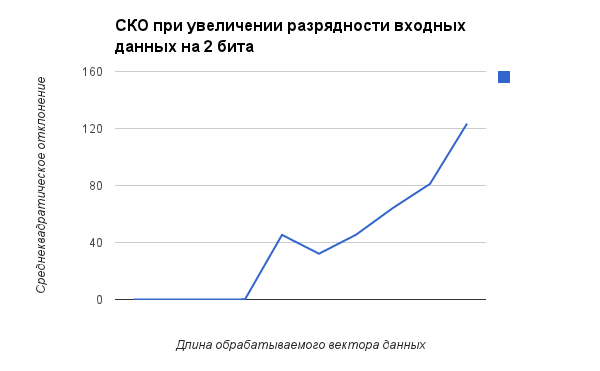 СКО при увеличении разрядности входных
данных на 2 бита
160
120
80
40
0
Среднеквадратическое отклонение
Длина обрабатываемого вектора данных